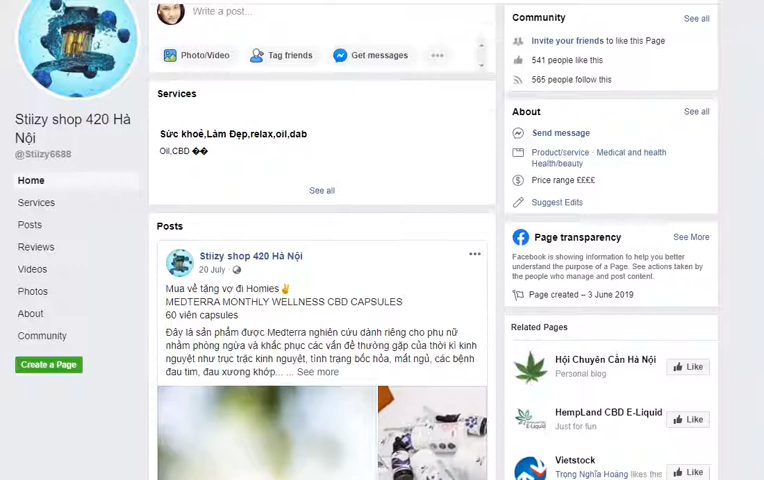 Write a post...
Photo/Video
Tag friends
Get messages
Services
Sức khoẻ,Làm Đẹp,relax,oil,dab
Oil,CBD ��
See all
Stiizy shop 420 Hà
Nội
@Stiizy6688
Home
Services
Posts
Reviews
Videos
Photos
About
Community
Create a Page
Posts
Stiizy shop 420 Hà Nội
20 July ·
Mua về tặng vợ đi Homies✌
MEDTERRA MONTHLY WELLNESS CBD CAPSULES
60 viên capsules
Đây là sản phẩm được Medterra nghiên cứu dành riêng cho phụ nữ
nhằm phòng ngừa và khắc phục các vấn đề thường gặp của thời kì kinh
nguyệt như trục trặc kinh nguyệt, tình trạng bốc hỏa, mất ngủ, các bệnh
đau tim, đau xương khớp... ... See more
Community
See all
Invite your friends to like this Page
541 people like this
565 people follow this
About
See all
Send message
Product/service · Medical and health ·
Health/beauty
Price range ££££
Suggest Edits
Page transparency
See More
Facebook is showing information to help you better
understand the purpose of a Page. See actions taken by
the people who manage and post content.
Page created – 3 June 2019
Related Pages
Hội Chuyên Cần Hà Nội
Personal blog
Like
HempLand CBD E-Liquid
Just for fun
Like
Vietstock
Trọng Nghĩa Hoàng likes this
Like